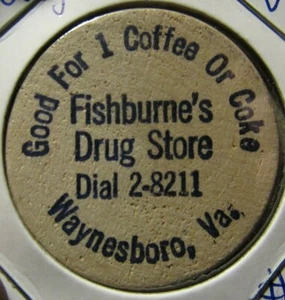 Good For 1 Coffee Or Coke
Fishburne's
Drug Store
Dial 2-8211
Waynesboro, Va.